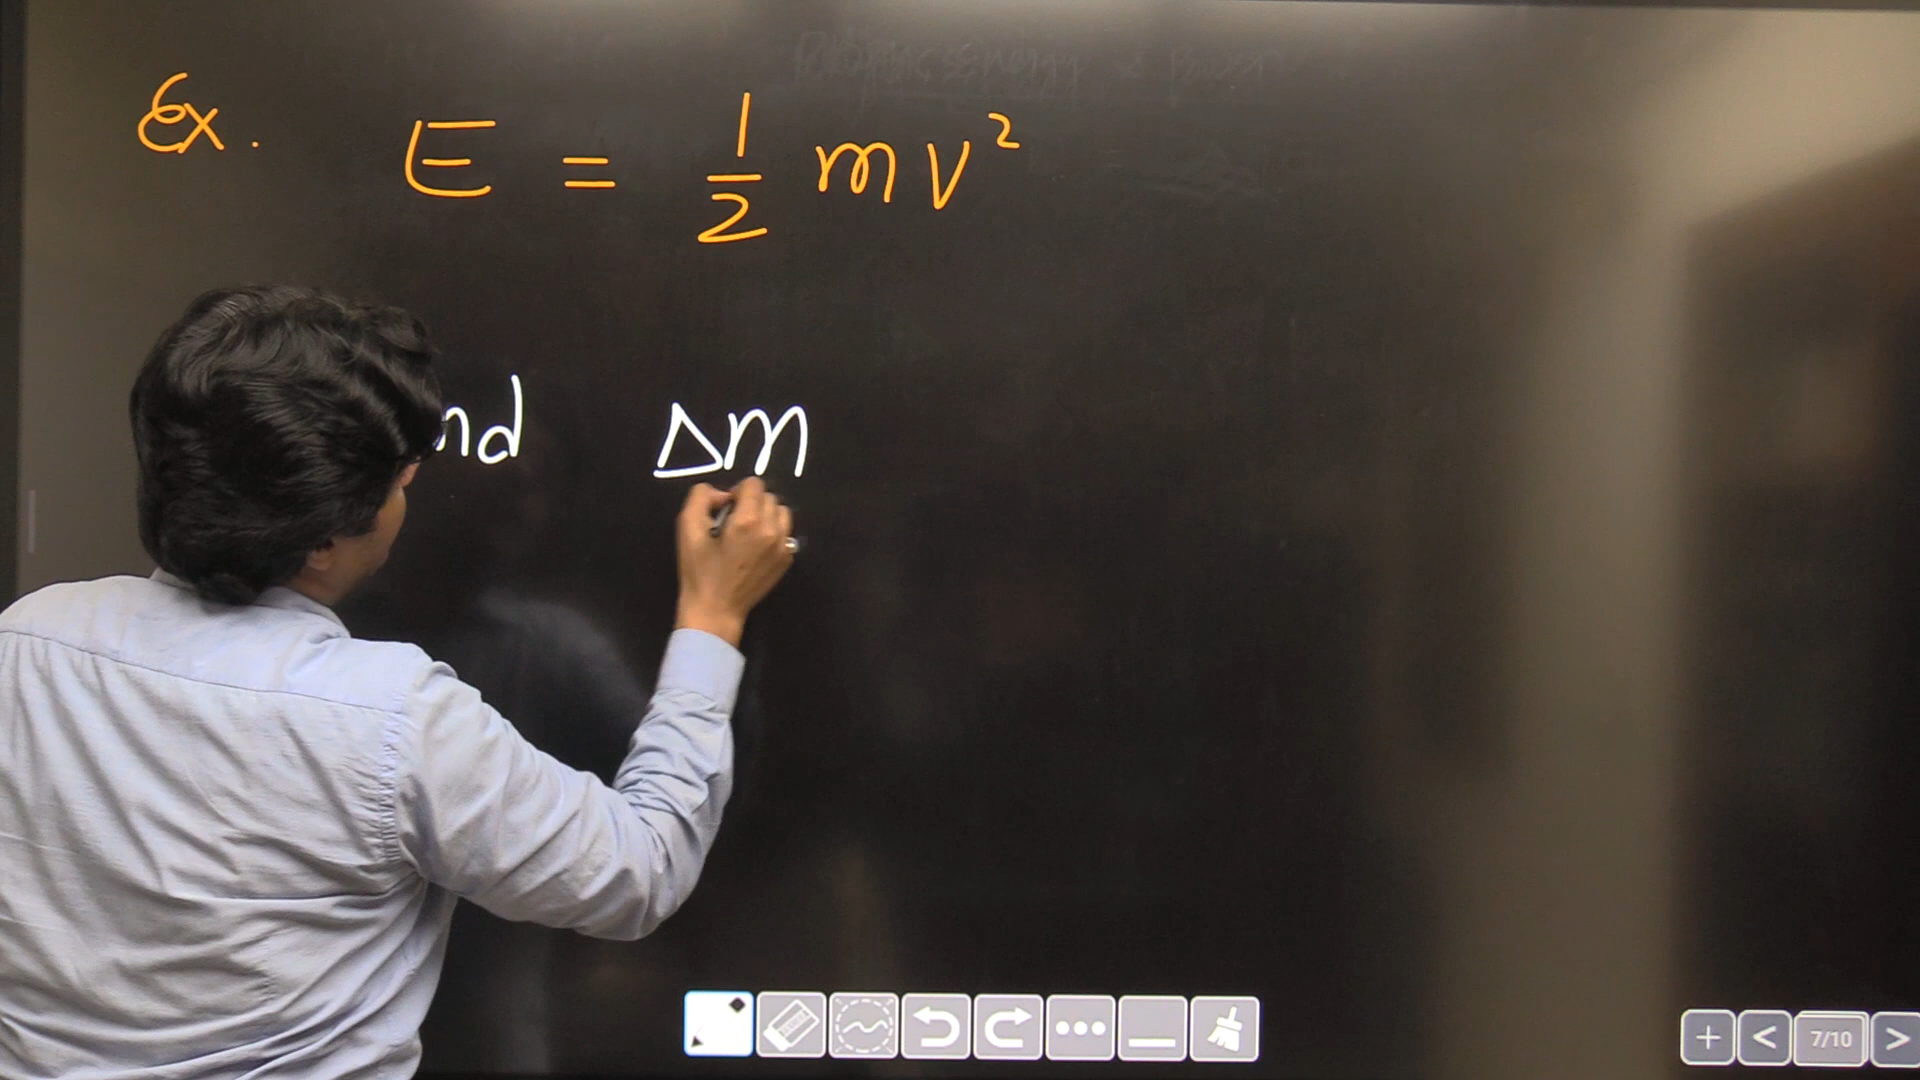 Ex. E = 1/2 mv²
nd Δm
7/10